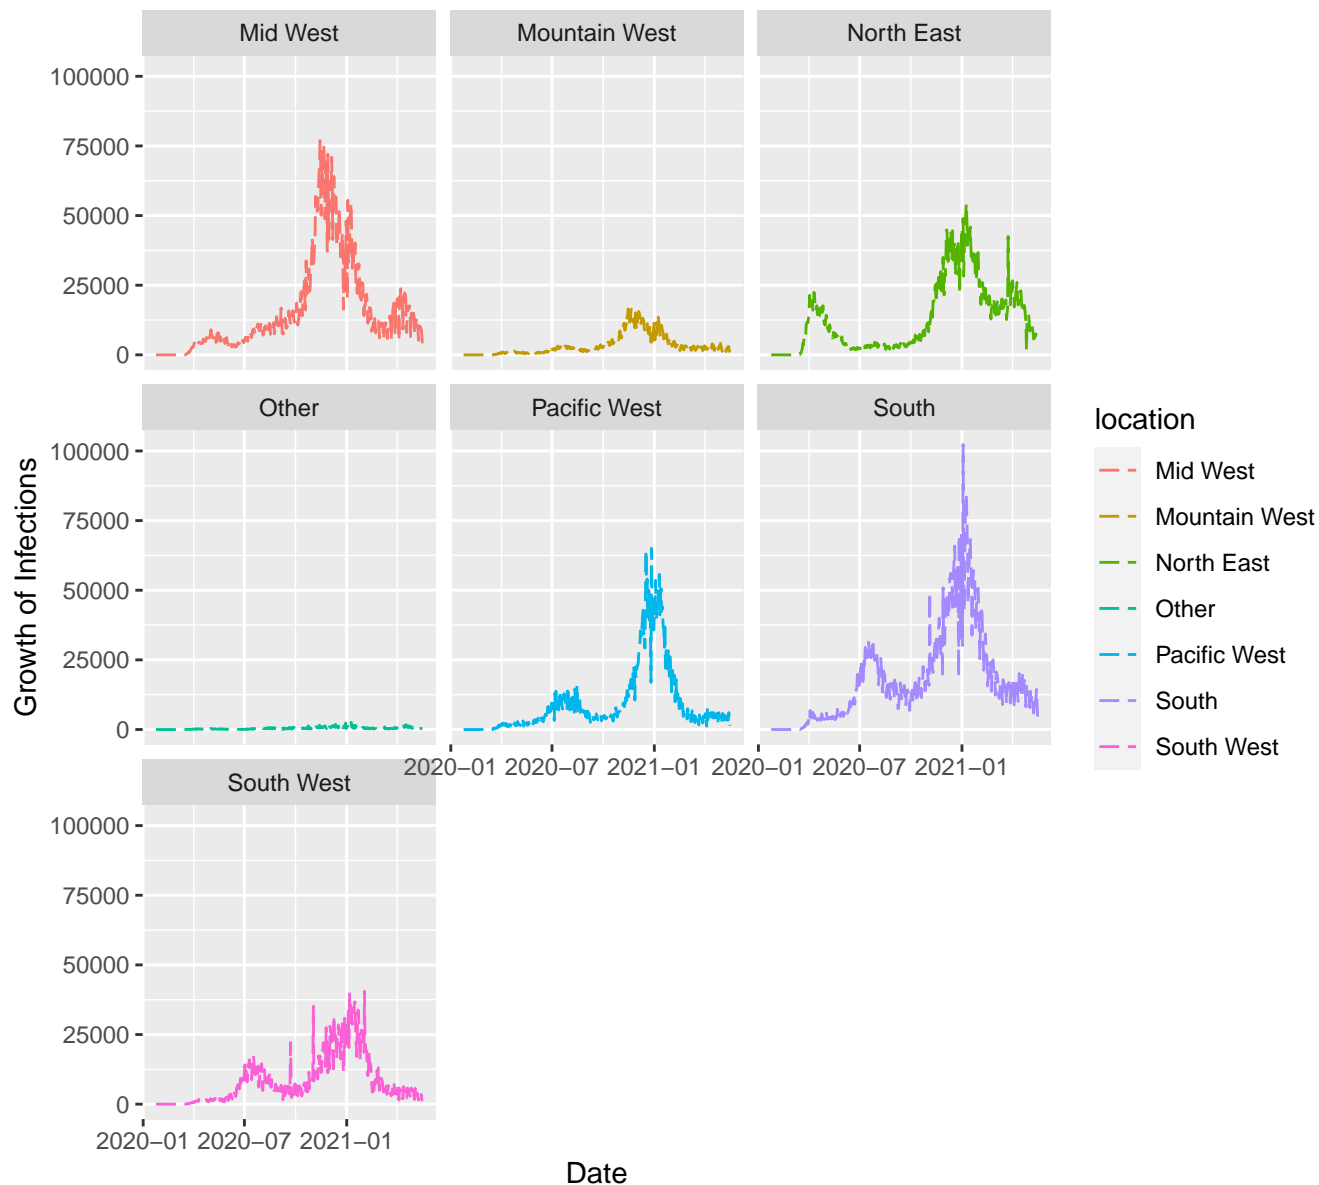 Mid West
Mountain West
North East
100000
75000
50000
25000
0
Other
Pacific West
South
100000
75000
50000
25000
0
2020−01 2020−07 2021−01
2020−01 2020−07 2021−01
South West
100000
75000
50000
25000
0
2020−01 2020−07 2021−01
Growth of Infections
Date
location
Mid West
Mountain West
North East
Other
Pacific West
South
South West